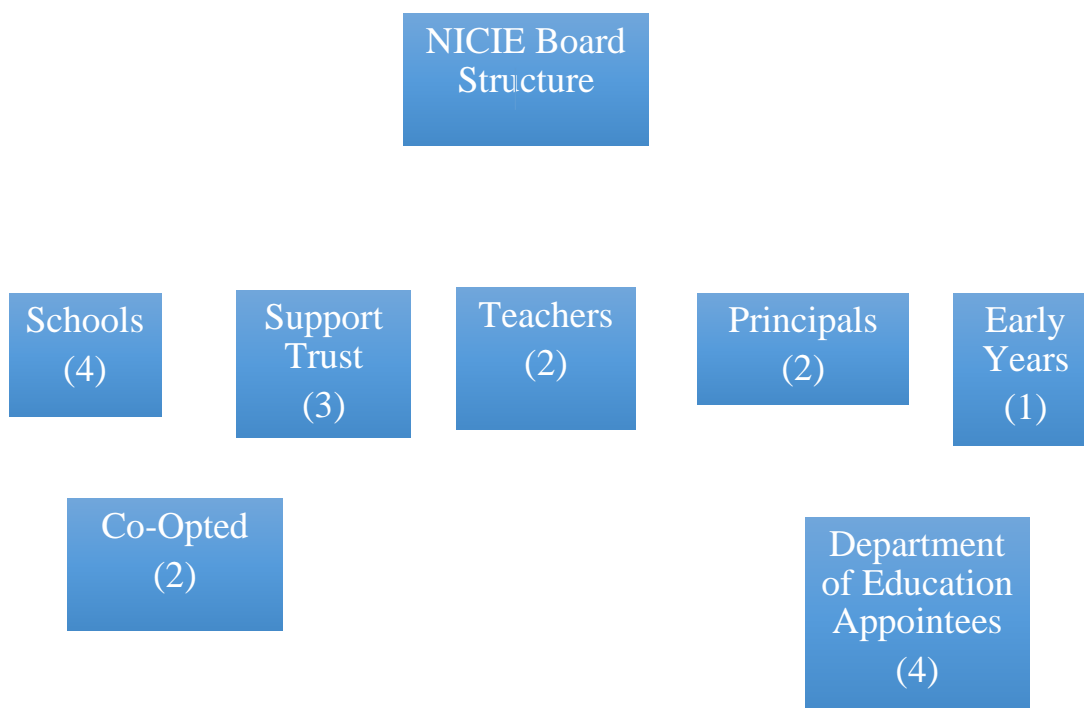 NICIE Board
Structure
Schools
(4)
Support
Trust
(3)
Teachers
(2)
Principals
(2)
Early
Years
(1)
Co-Opted
(2)
Department
of Education
Appointees
(4)